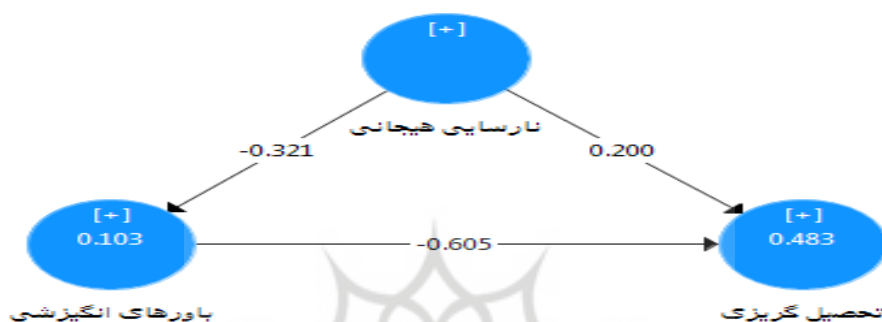 [+]
نارسایی هیجانی
-0.321
0.200
[+]
0.103
-0.605
[+]
0.483
باورهای انگیزشی
تحصیل گریزی